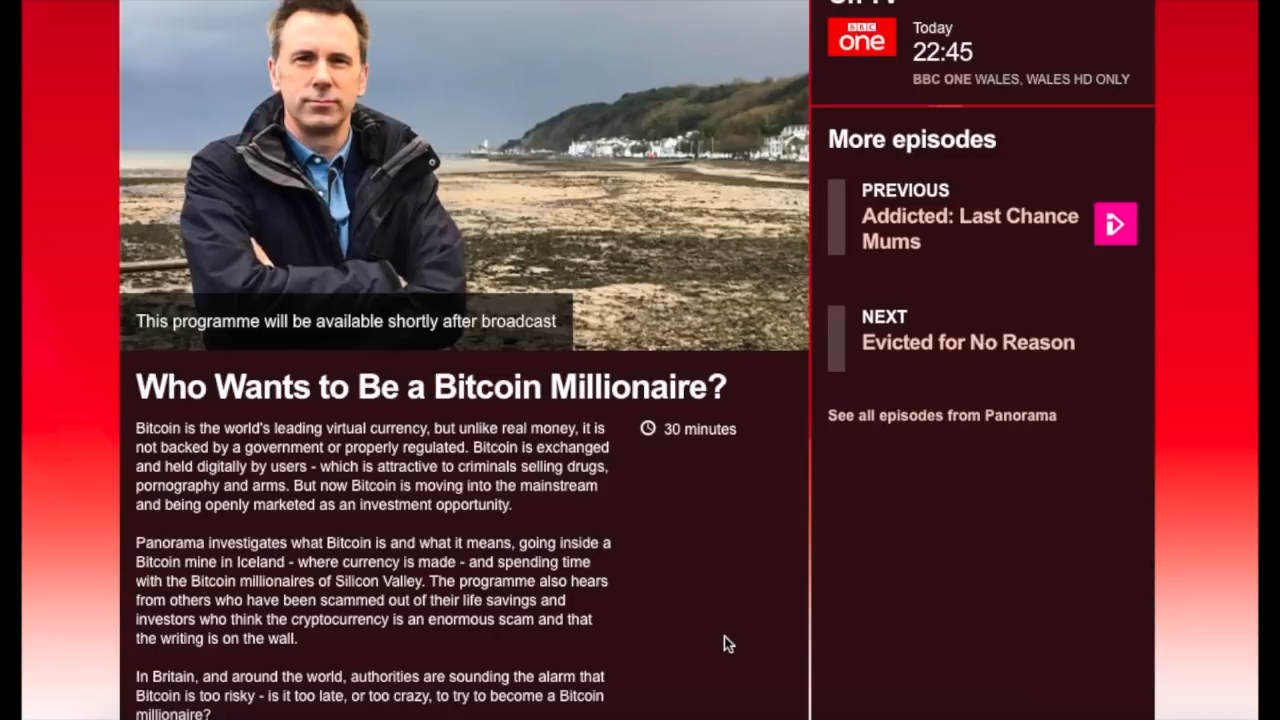 This programme will be available shortly after broadcast
Who Wants to Be a Bitcoin Millionaire?
Bitcoin is the world's leading virtual currency, but unlike real money, it is
not backed by a government or properly regulated. Bitcoin is exchanged
and held digitally by users - which is attractive to criminals selling drugs,
pornography and arms. But now Bitcoin is moving into the mainstream
and being openly marketed as an investment opportunity.
Panorama investigates what Bitcoin is and what it means, going inside a
Bitcoin mine in Iceland - where currency is made - and spending time
with the Bitcoin millionaires of Silicon Valley. The programme also hears
from others who have been scammed out of their life savings and
investors who think the cryptocurrency is an enormous scam and that
the writing is on the wall.
In Britain, and around the world, authorities are sounding the alarm that
Bitcoin is too risky - is it too late, or too crazy, to try to become a Bitcoin
millionaire?
30 minutes
On TV
BBC
one
Today
22:45
BBC ONE WALES, WALES HD ONLY
More episodes
PREVIOUS
Addicted: Last Chance
Mums
NEXT
Evicted for No Reason
See all episodes from Panorama